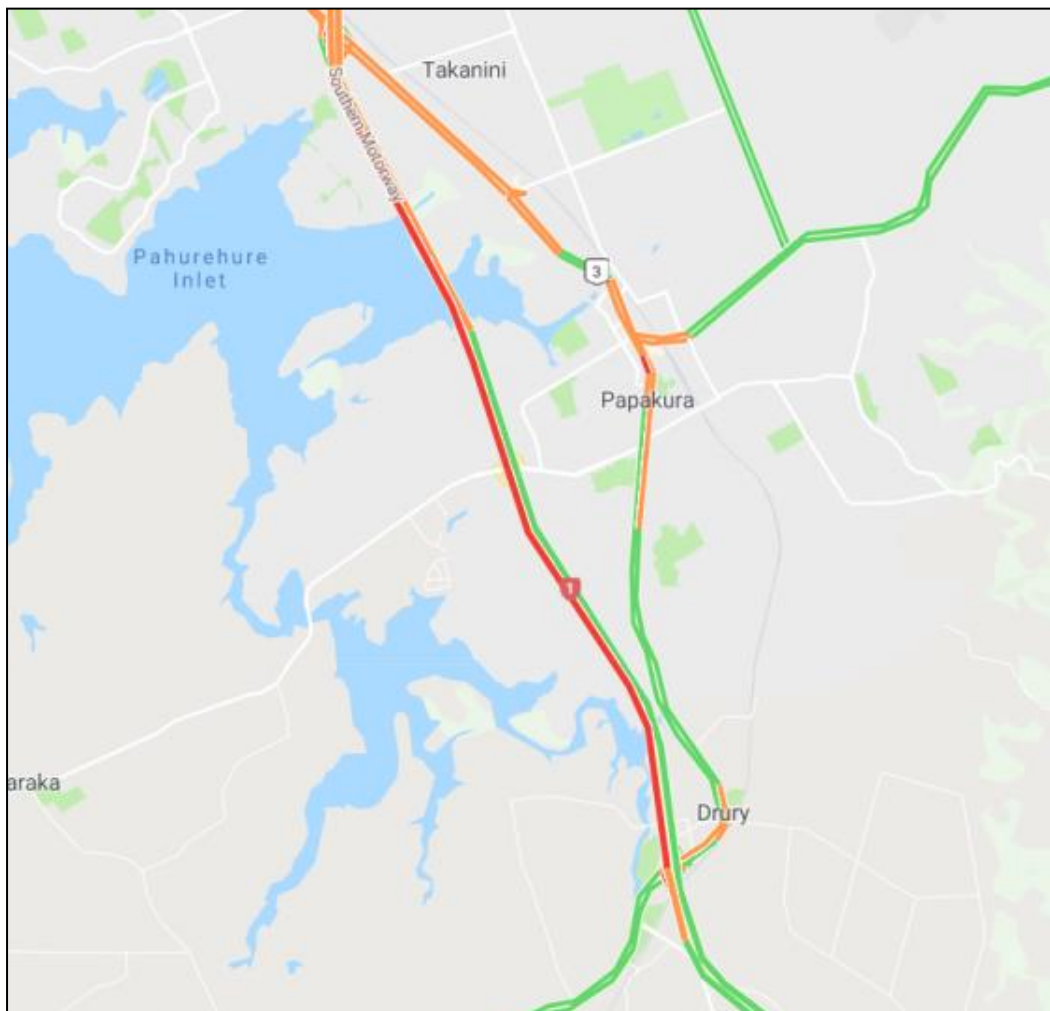 Takanini
Southern Motorway
Pahurehure
Inlet
3
Papakura
1
araka
Drury